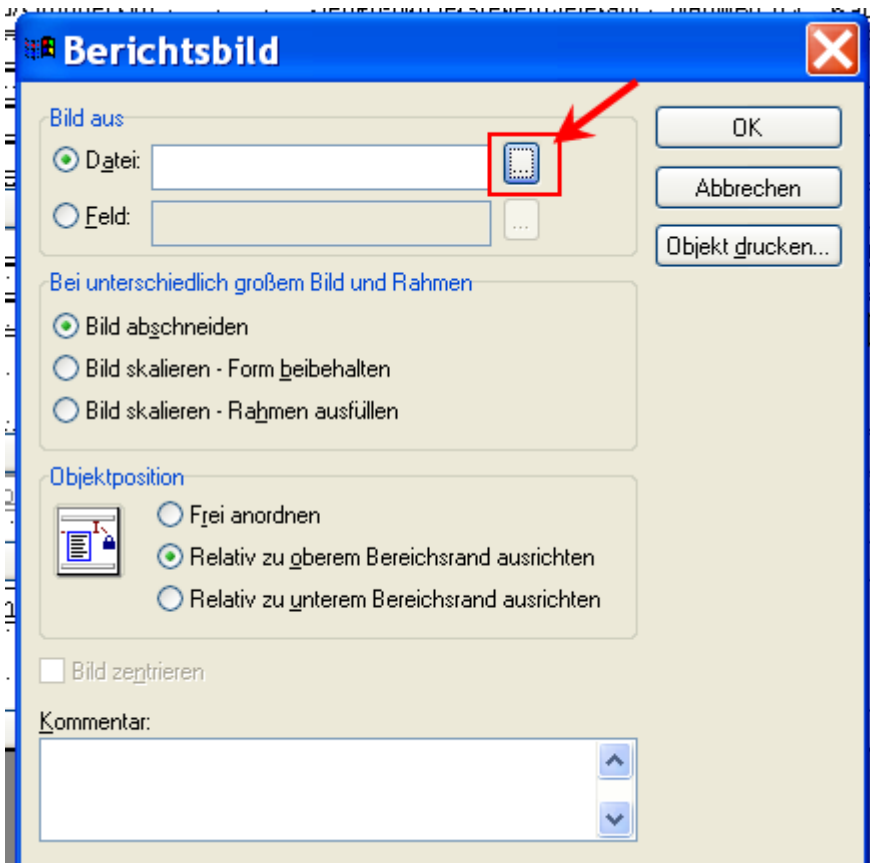 Berichtsbild
Bild aus
Datei:
...
Feld:
...
OK
Abbrechen
Objekt drucken...
Bei unterschiedlich großem Bild und Rahmen
Bild abschneiden
Bild skalieren - Form beibehalten
Bild skalieren - Rahmen ausfüllen
Objektposition
Frei anordnen
Relativ zu oberem Bereichsrand ausrichten
Relativ zu unterem Bereichsrand ausrichten
Bild zentrieren
Kommentar: